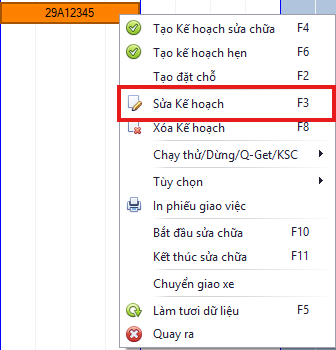 29A12345
Tạo Kế hoạch sửa chữa F4
Tạo kế hoạch hẹn F6
Tạo đặt chỗ F2
Sửa Kế hoạch F3
Xóa Kế hoạch F8
Chạy thử/Dừng/Q-Get/KSC
Tùy chọn
In phiếu giao việc
Bắt đầu sửa chữa F10
Kết thúc sửa chữa F11
Chuyển giao xe
Làm tươi dữ liệu F5
Quay ra